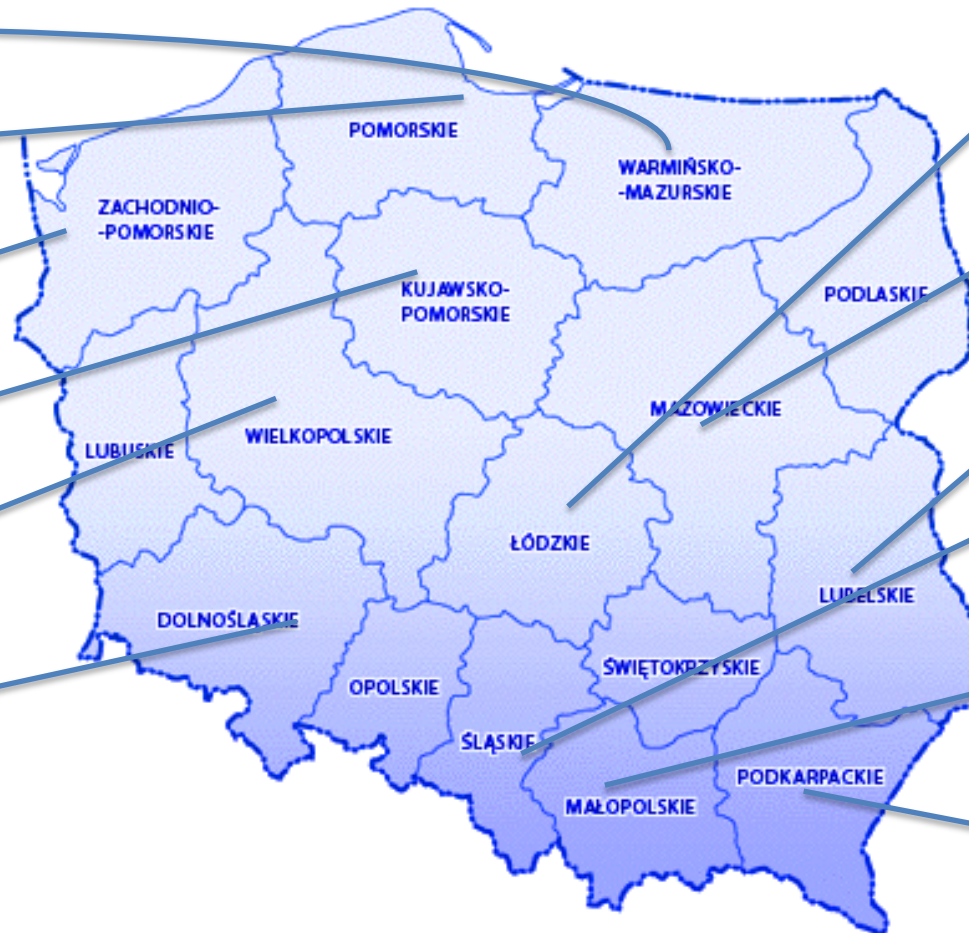 POMORSKIE
WARMIŃSKO-
-MAZURSKIE
ZACHODNIO-
-POMORSKIE
KUJAWSKO-
POMORSKIE
PODLASKIE
MAZOWIECKIE
WIELKOPOLSKIE
LUBUSKIE
ŁÓDZKIE
LUBELSKIE
DOLNOŚLĄSKIE
ŚWIĘTOKRZYSKIE
OPOLSKIE
ŚLĄSKIE
PODKARPACKIE
MAŁOPOLSKIE